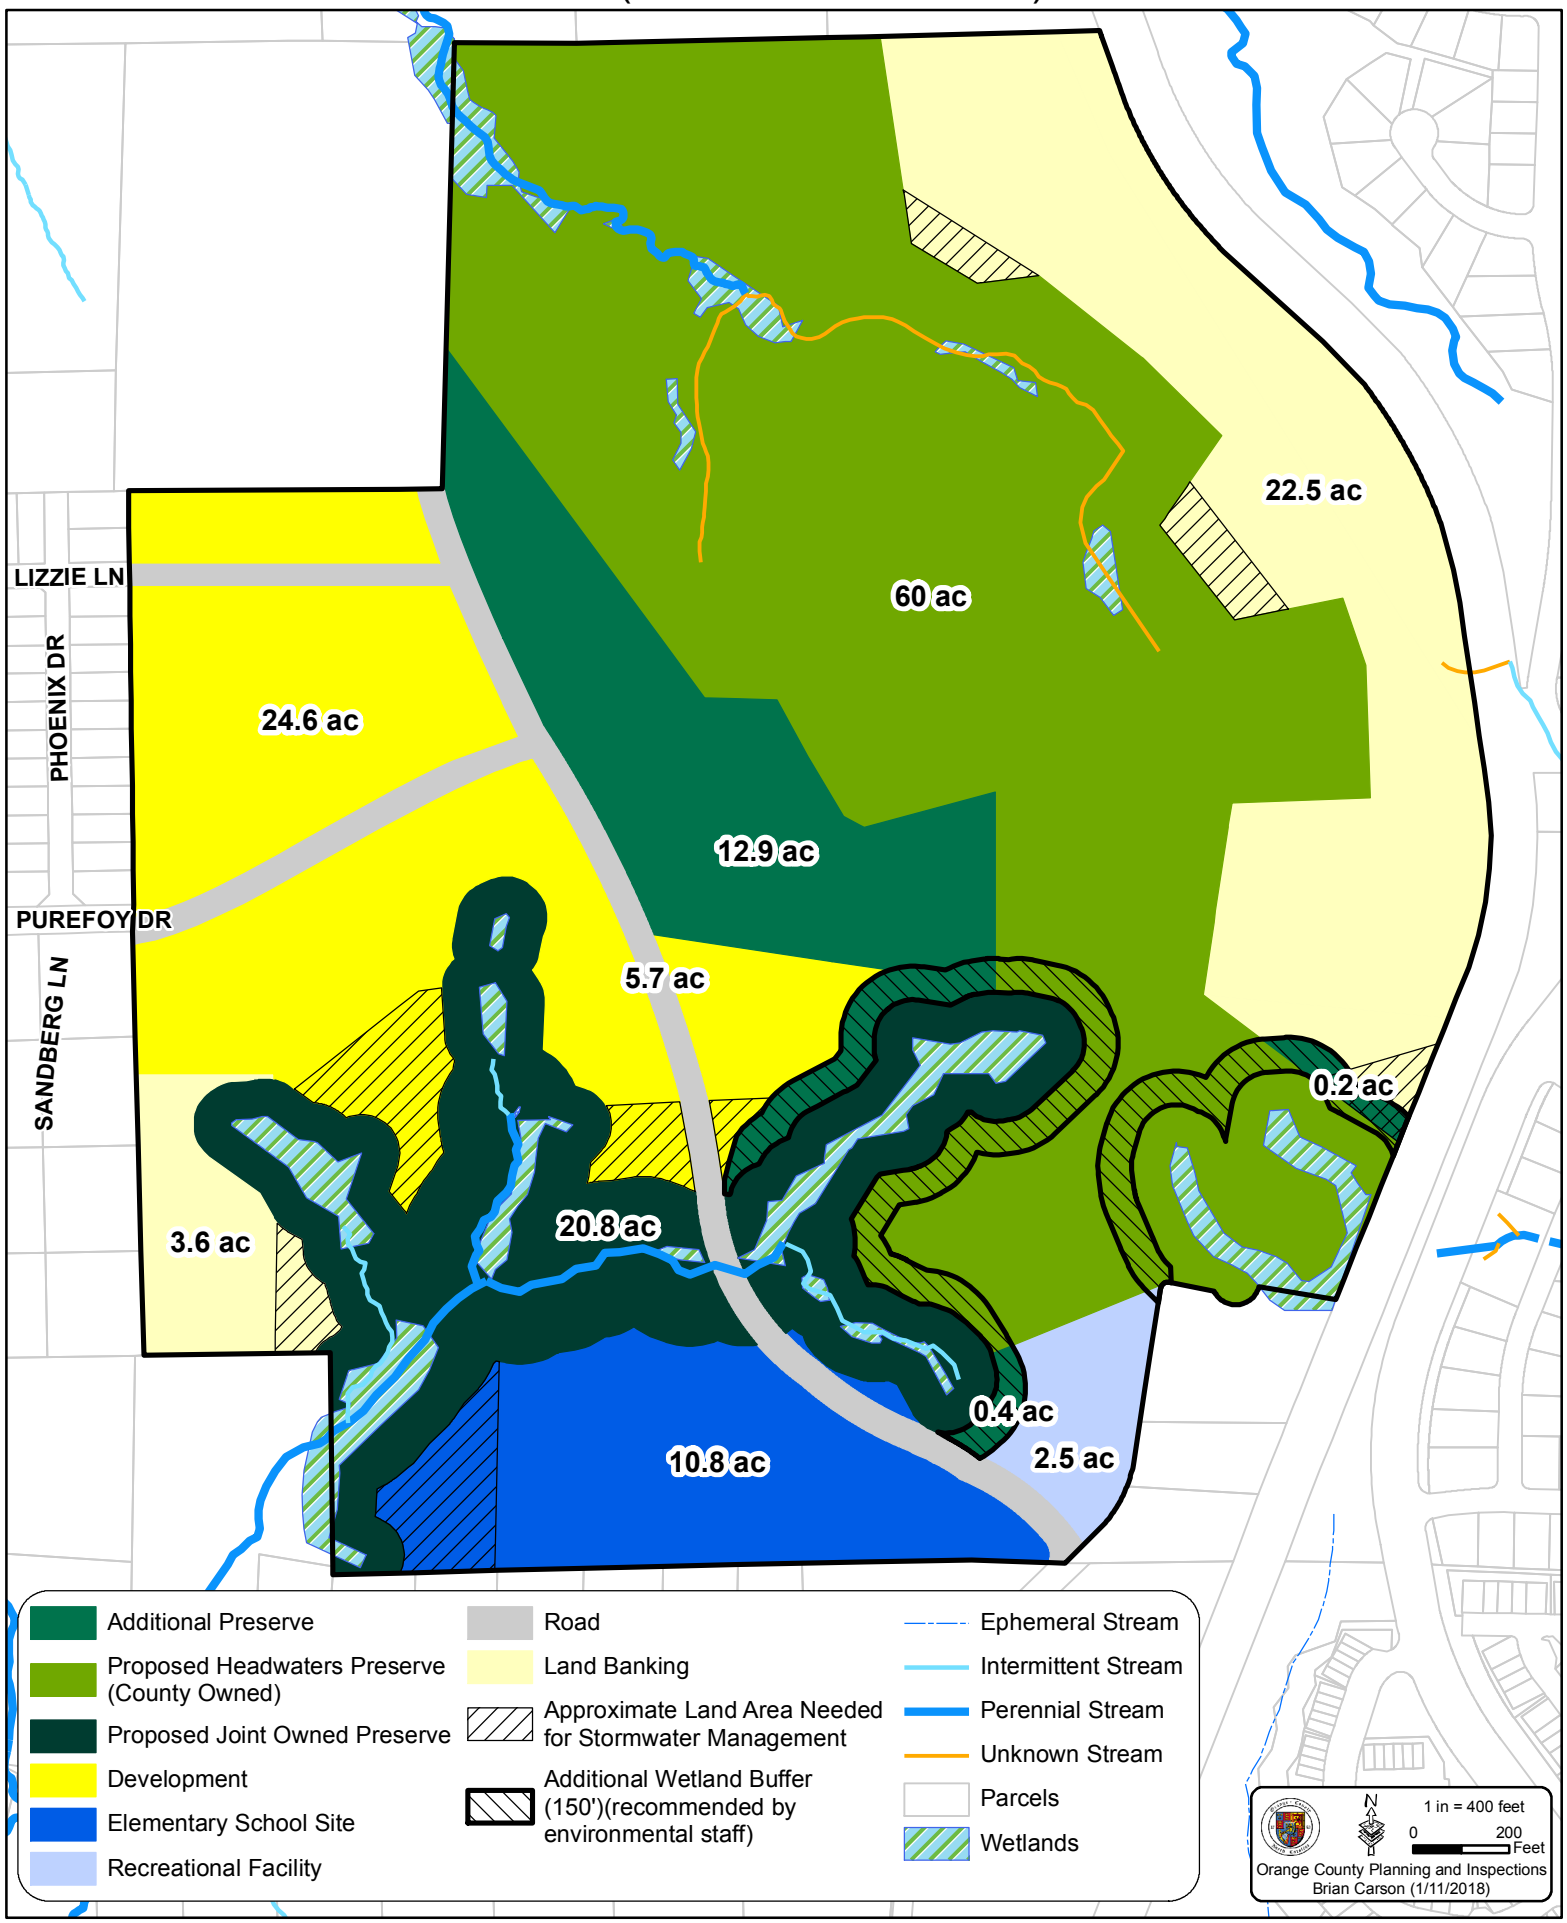 22.5 ac
LIZZIE LN
60 ac
PHOENIX DR
24.6 ac
12.9 ac
PUREFOY DR
5.7 ac
SANDBERG LN
0.2 ac
20.8 ac
3.6 ac
0.4 ac
2.5 ac
10.8 ac
Additional Preserve
Proposed Headwaters Preserve
(County Owned)
Proposed Joint Owned Preserve
Development
Elementary School Site
Recreational Facility
Road
Land Banking
Approximate Land Area Needed
for Stormwater Management
Additional Wetland Buffer
(150')(recommended by
environmental staff)
Ephemeral Stream
Intermittent Stream
Perennial Stream
Unknown Stream
Parcels
Wetlands
N
1 in = 400 feet
0 200
Feet
Orange County Planning and Inspections
Brian Carson (1/11/2018)